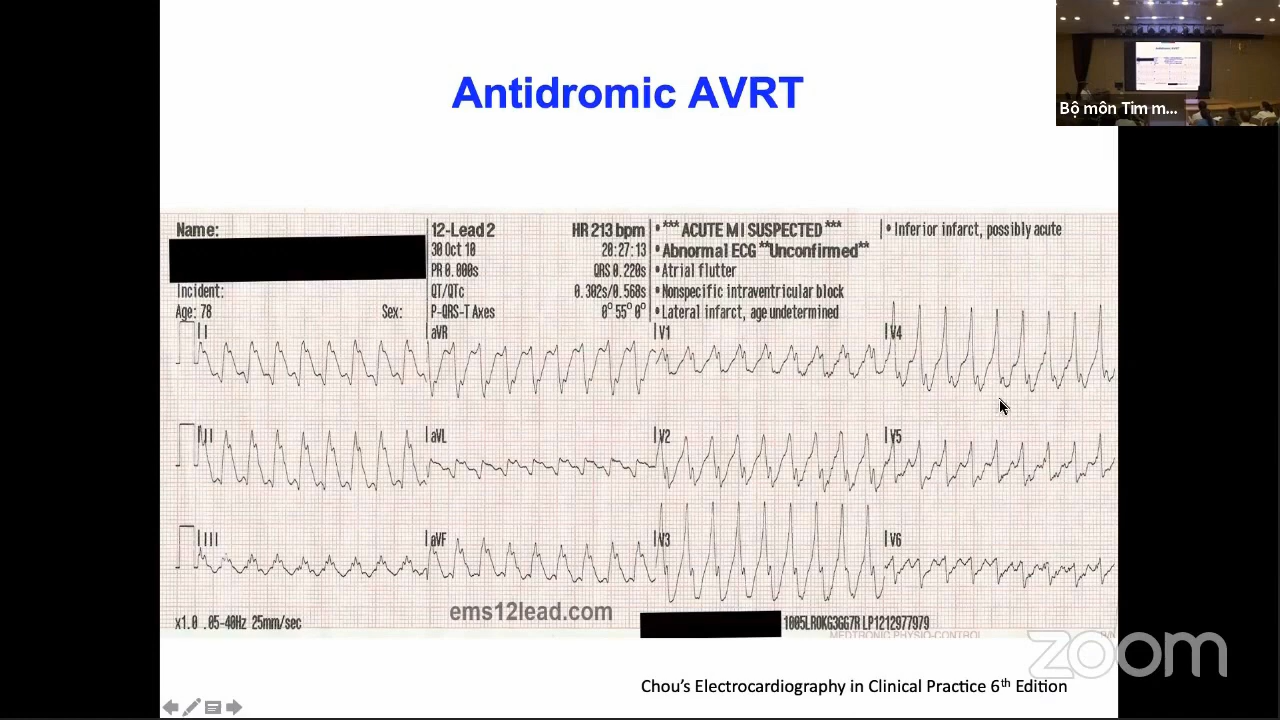 Antidromic AVRT
Bộ môn Tim m...
Name:
12-Lead 2 HR 213 bpm
30 Oct 10 20:27:13
PR 0.000s QRS 0.220s
QT/QTc 0.302s/0.568s
P-QRS-T Axes 0° 55° 0°
• *** ACUTE MI SUSPECTED ***
• Abnormal ECG **Unconfirmed**
• Atrial flutter
• Nonspecific intraventricular block
• Lateral infarct, age undetermined
• Inferior infarct, possibly acute
Incident:
Age: 78 Sex:
I aVR V1 V4
II aVL V2 V5
III aVF V3 V6
ems12lead.com
x1.0 .05-40Hz 25mm/sec
1005LR0KG3GG7R LP1212977979
MEDTRONIC PHYSIO-CONTROL
zoom
Chou's Electrocardiography in Clinical Practice 6th Edition